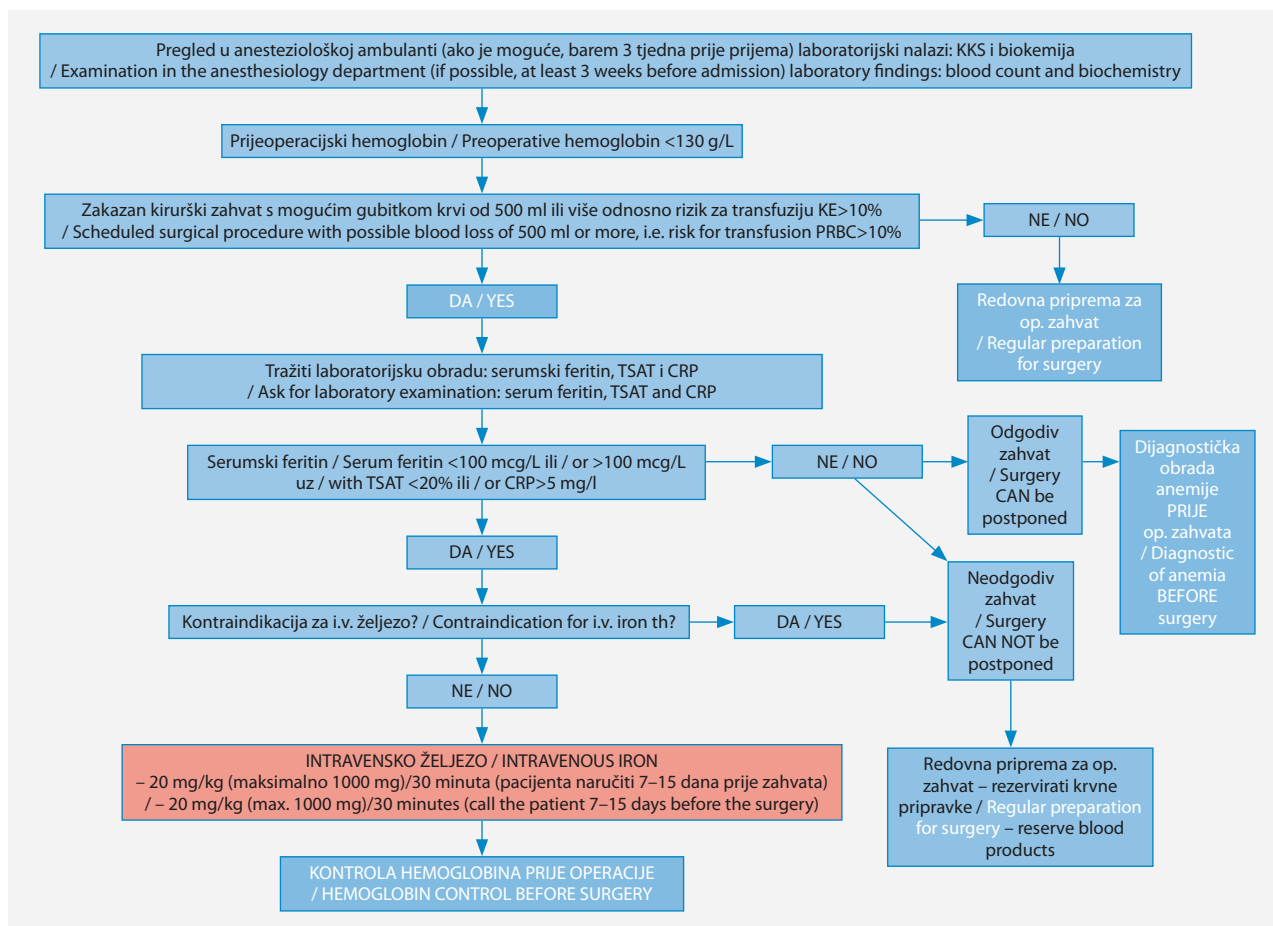 Pregled u anesteziološkoj ambulanti (ako je moguće, barem 3 tjedna prije prijema) laboratorijski nalazi: KKS i biokemija
/ Examination in the anesthesiology department (if possible, at least 3 weeks before admission) laboratory findings: blood count and biochemistry
Prijeoperacijski hemoglobin / Preoperative hemoglobin <130 g/L
Zakazan kirurški zahvat s mogućim gubitkom krvi od 500 ml ili više odnosno rizik za transfuziju KE>10%
/ Scheduled surgical procedure with possible blood loss of 500 ml or more, i.e. risk for transfusion PRBC>10%
NE / NO
Redovna priprema za
op. zahvat
/ Regular preparation
for surgery
DA / YES
Tražiti laboratorijsku obradu: serumski feritin, TSAT i CRP
/ Ask for laboratory examination: serum feritin, TSAT and CRP
Serumski feritin / Serum feritin <100 mcg/L ili / or >100 mcg/L
uz / with TSAT <20% ili / or CRP>5 mg/l
NE / NO
Odgodiv
zahvat
/ Surgery
CAN be
postponed
Dijagnostička
obrada
anemije
PRIJE
op. zahvata
/ Diagnostic
of anemia
BEFORE
surgery
DA / YES
Neodgodiv
zahvat
/ Surgery
CAN NOT be
postponed
Kontraindikacija za i.v. željezo? / Contraindication for i.v. iron th?
DA / YES
NE / NO
INTRAVENSKO ŽELJEZO / INTRAVENOUS IRON
– 20 mg/kg (maksimalno 1000 mg)/30 minuta (pacijenta naručiti 7–15 dana prije zahvata)
/ – 20 mg/kg (max. 1000 mg)/30 minutes (call the patient 7–15 days before the surgery)
Redovna priprema za op.
zahvat – rezervirati krvne
pripravke / Regular preparation
for surgery – reserve blood
products
KONTROLA HEMOGLOBINA PRIJE OPERACIJE
/ HEMOGLOBIN CONTROL BEFORE SURGERY